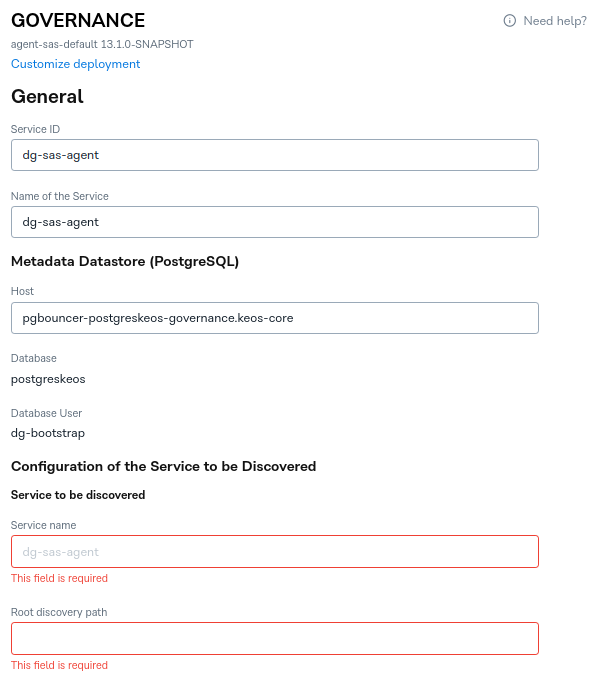 GOVERNANCE
Need help?
agent-sas-default 13.1.0-SNAPSHOT
Customize deployment
General
Service ID
dg-sas-agent
Name of the Service
dg-sas-agent
Metadata Datastore (PostgreSQL)
Host
pgbouncer-postgreskeos-governance.keos-core
Database
postgreskeos
Database User
dg-bootstrap
Configuration of the Service to be Discovered
Service to be discovered
Service name
dg-sas-agent
This field is required
Root discovery path
This field is required